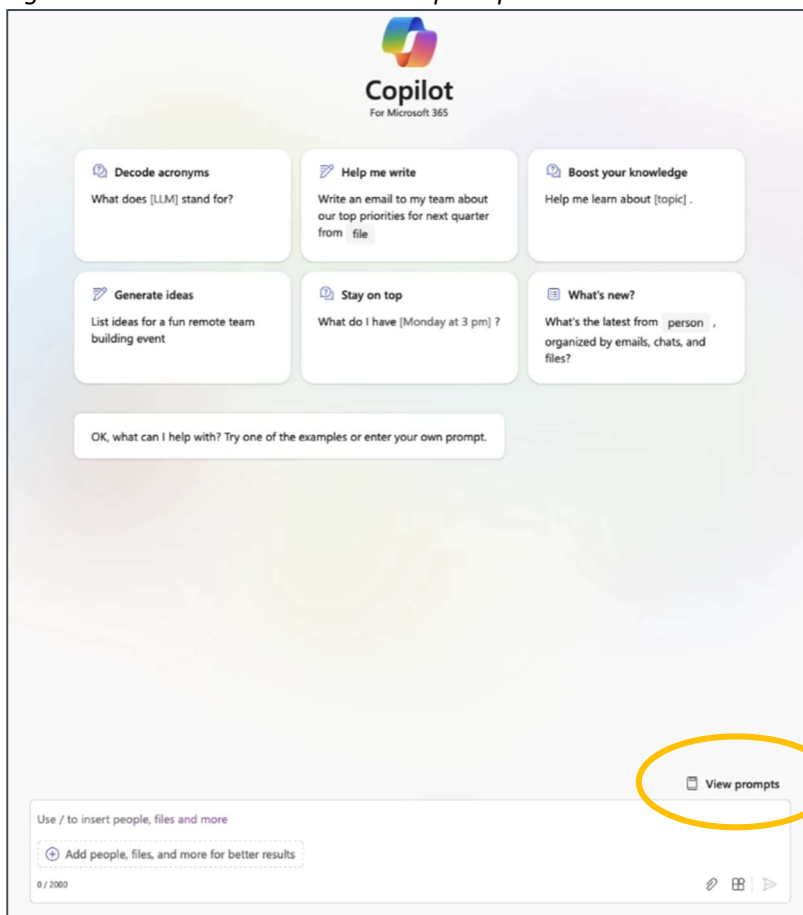 Copilot
For Microsoft 365
Decode acronyms
What does [LLM] stand for?
Help me write
Write an email to my team about
our top priorities for next quarter
from file
Boost your knowledge
Help me learn about [topic] .
Generate ideas
List ideas for a fun remote team
building event
Stay on top
What do I have [Monday at 3 pm] ?
What's new?
What's the latest from person ,
organized by emails, chats, and
files?
OK, what can I help with? Try one of the examples or enter your own prompt.
View prompts
Use / to insert people, files and more
Add people, files, and more for better results
0 / 2000